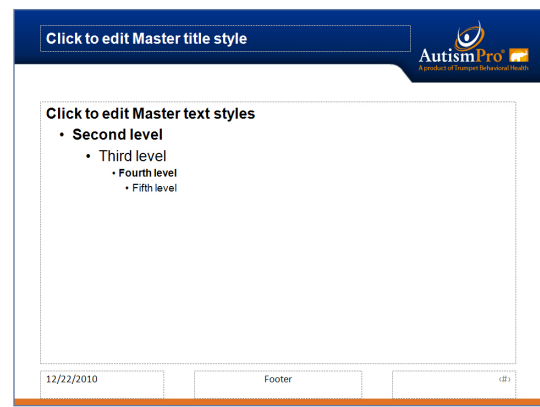 Click to edit Master title style
AutismPro®
A product of Trumpet Behavioral Health
Click to edit Master text styles
• Second level
• Third level
• Fourth level
• Fifth level
12/22/2010
Footer
‹#›